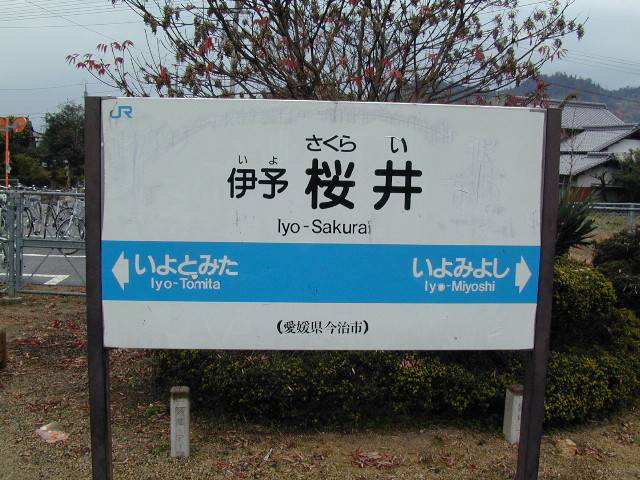 JR
さくら い
いよ
伊予 桜井
Iyo-Sakurai
いよとみた
Iyo-Tomita
いよみよし
Iyo-Miyoshi
(愛媛県今治市)